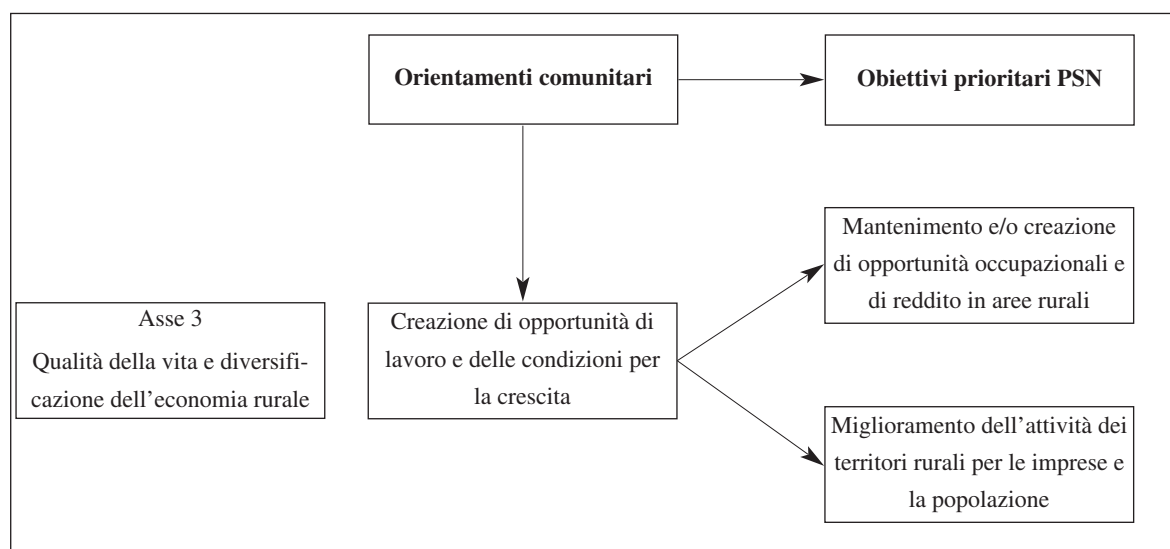 Orientamenti comunitari
Obiettivi prioritari PSN
Mantenimento e/o creazione
di opportunità occupazionali e
di reddito in aree rurali
Asse 3
Qualità della vita e diversifi-
cazione dell'economia rurale
Creazione di opportunità di
lavoro e delle condizioni per
la crescita
Miglioramento dell'attività dei
territori rurali per le imprese e
la popolazione